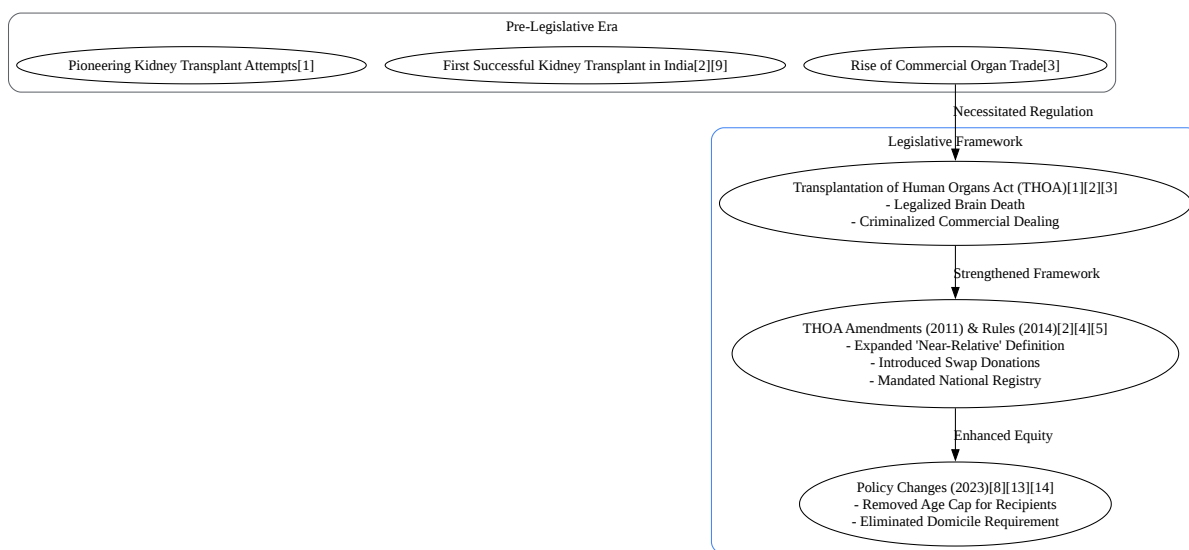 Pre-Legislative Era
Pioneering Kidney Transplant Attempts[1]
First Successful Kidney Transplant in India[2][9]
Rise of Commercial Organ Trade[3]
Necessitated Regulation
Legislative Framework
Transplantation of Human Organs Act (THOA)[1][2][3]
- Legalized Brain Death
- Criminalized Commercial Dealing
Strengthened Framework
THOA Amendments (2011) & Rules (2014)[2][4][5]
- Expanded 'Near-Relative' Definition
- Introduced Swap Donations
- Mandated National Registry
Enhanced Equity
Policy Changes (2023)[8][13][14]
- Removed Age Cap for Recipients
- Eliminated Domicile Requirement